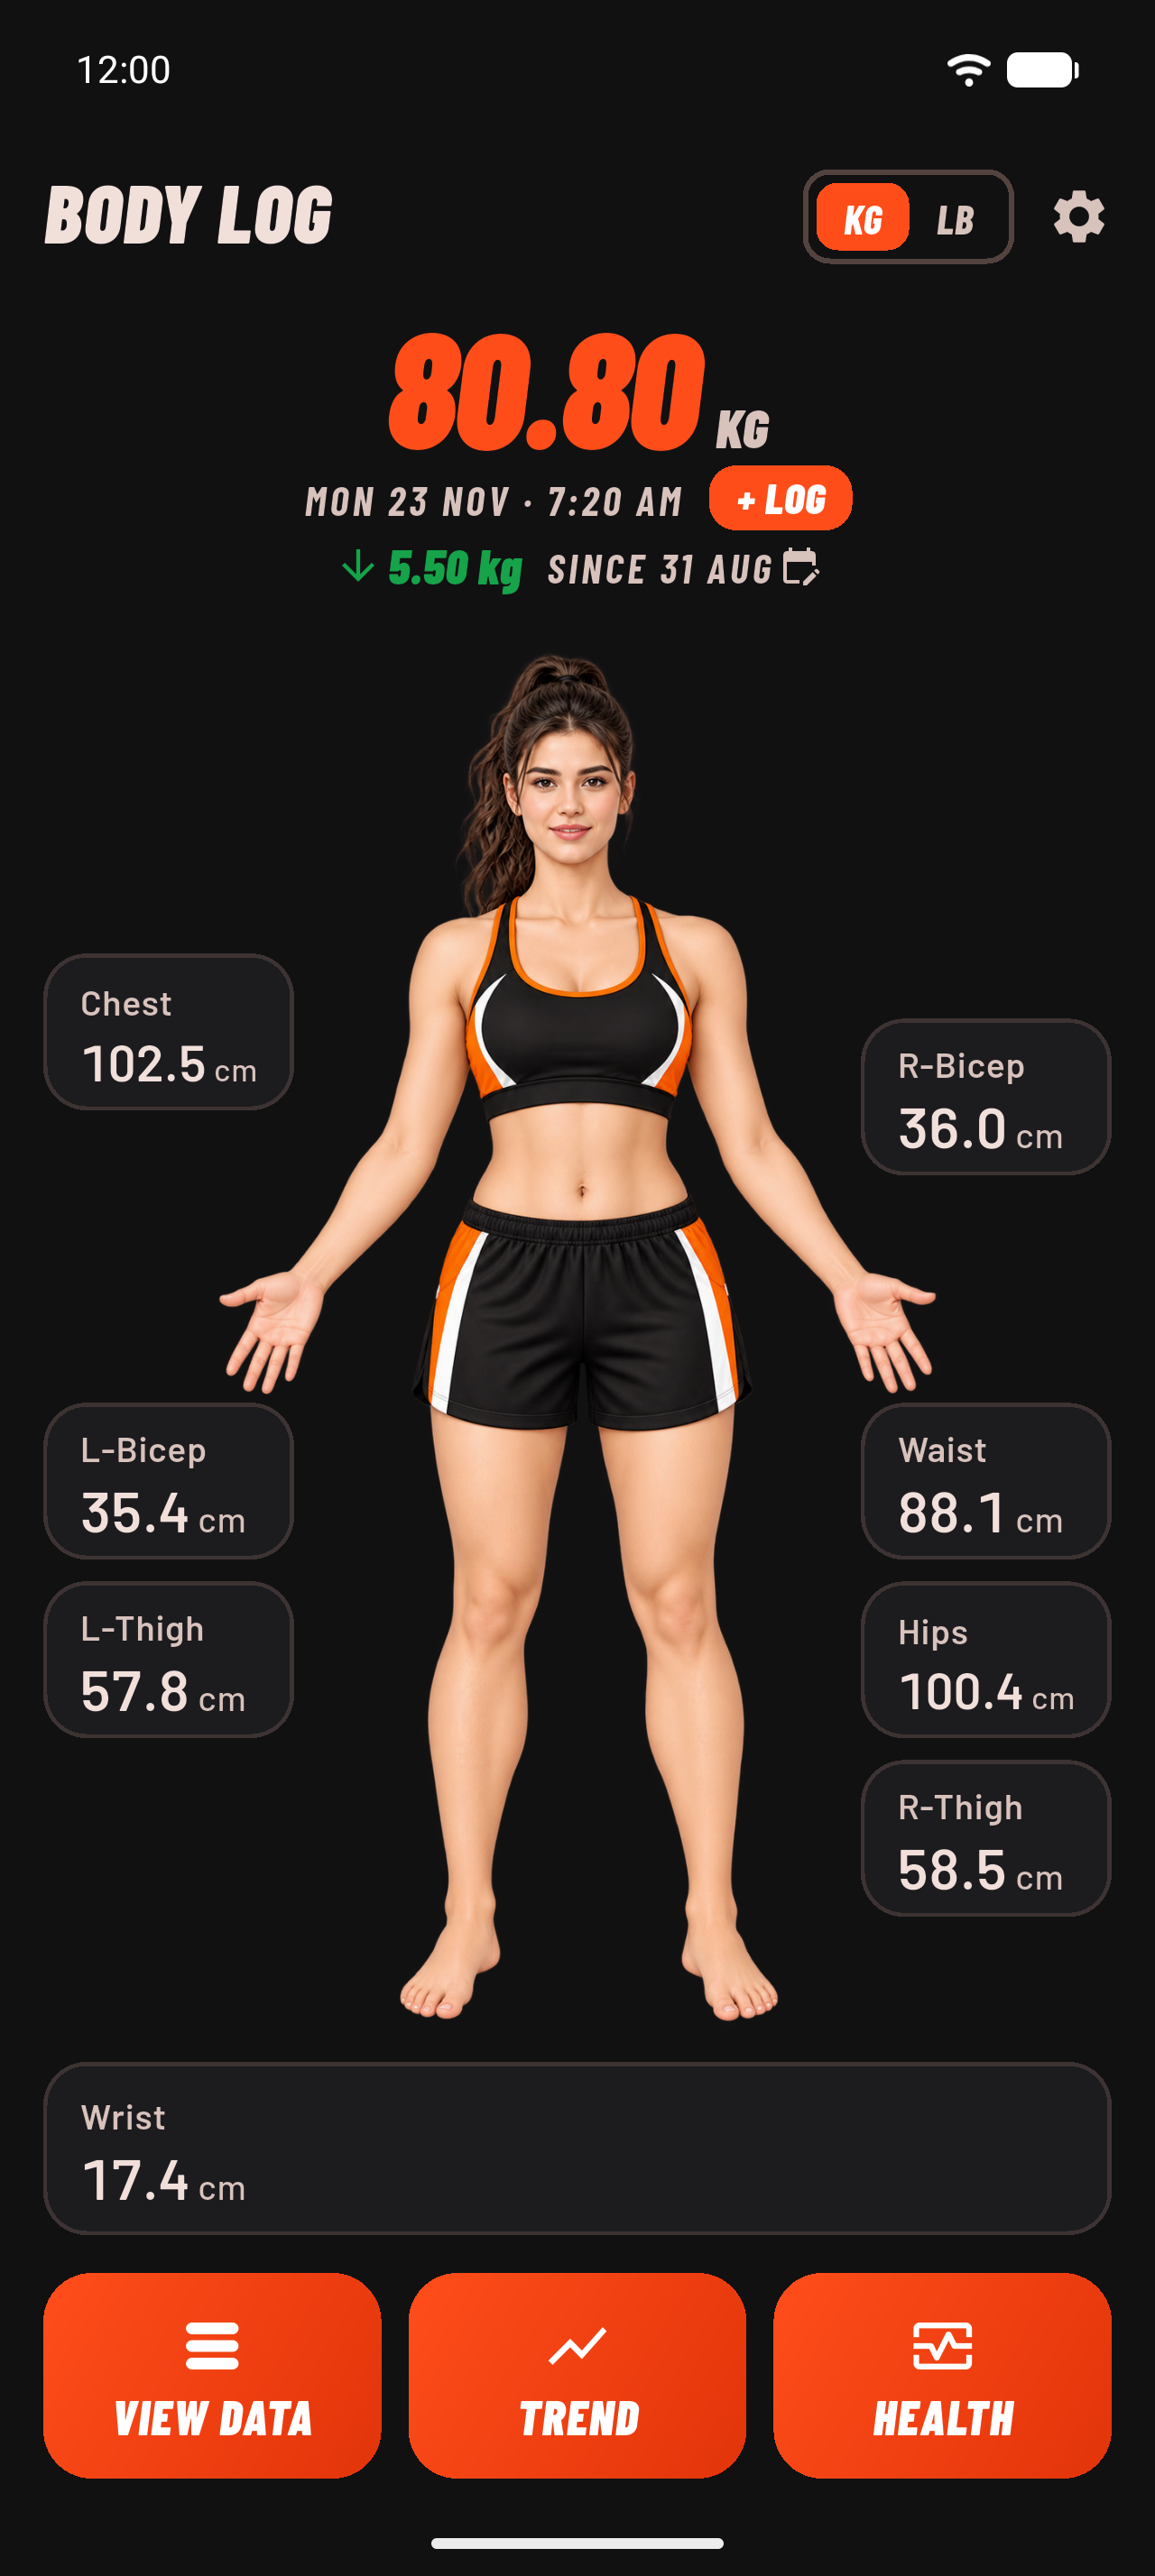 12:00
BODY LOG
KG LB
80.80 KG
MON 23 NOV · 7:20 AM + LOG
↓ 5.50 kg SINCE 31 AUG
Chest
102.5 cm
R-Bicep
36.0 cm
L-Bicep
35.4 cm
Waist
88.1 cm
L-Thigh
57.8 cm
Hips
100.4 cm
R-Thigh
58.5 cm
Wrist
17.4 cm
VIEW DATA
TREND
HEALTH